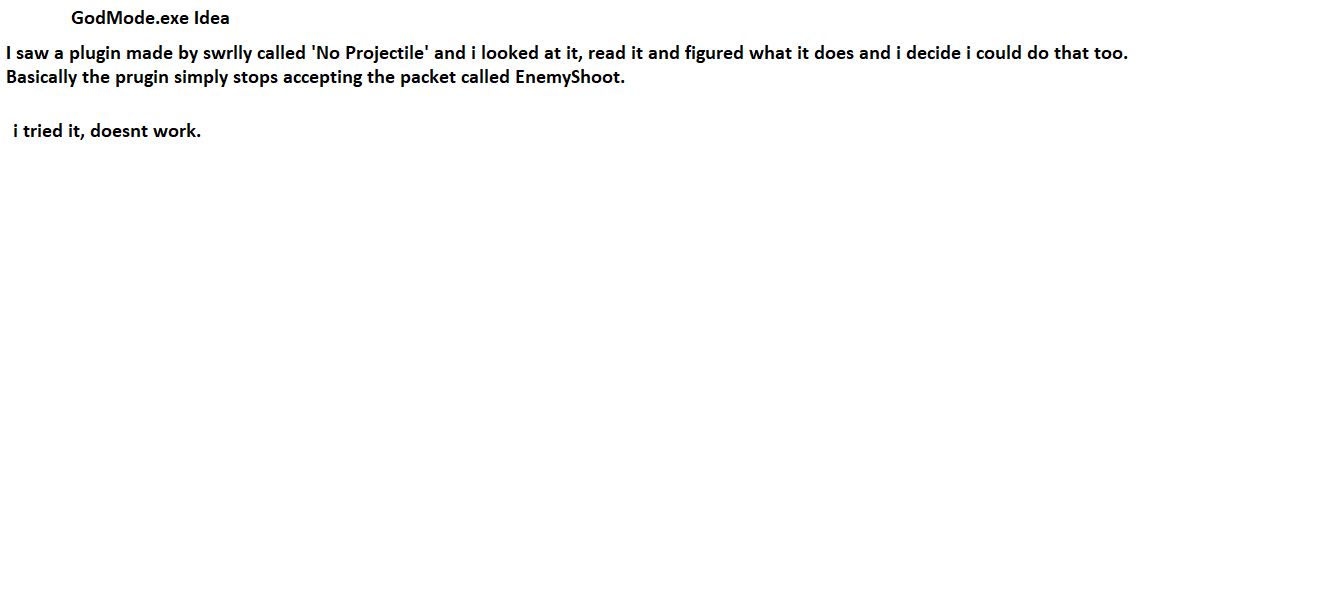 GodMode.exe Idea
I saw a plugin made by swrlly called 'No Projectile' and i looked at it, read it and figured what it does and i decide i could do that too.
Basically the prugin simply stops accepting the packet called EnemyShoot.
i tried it, doesnt work.